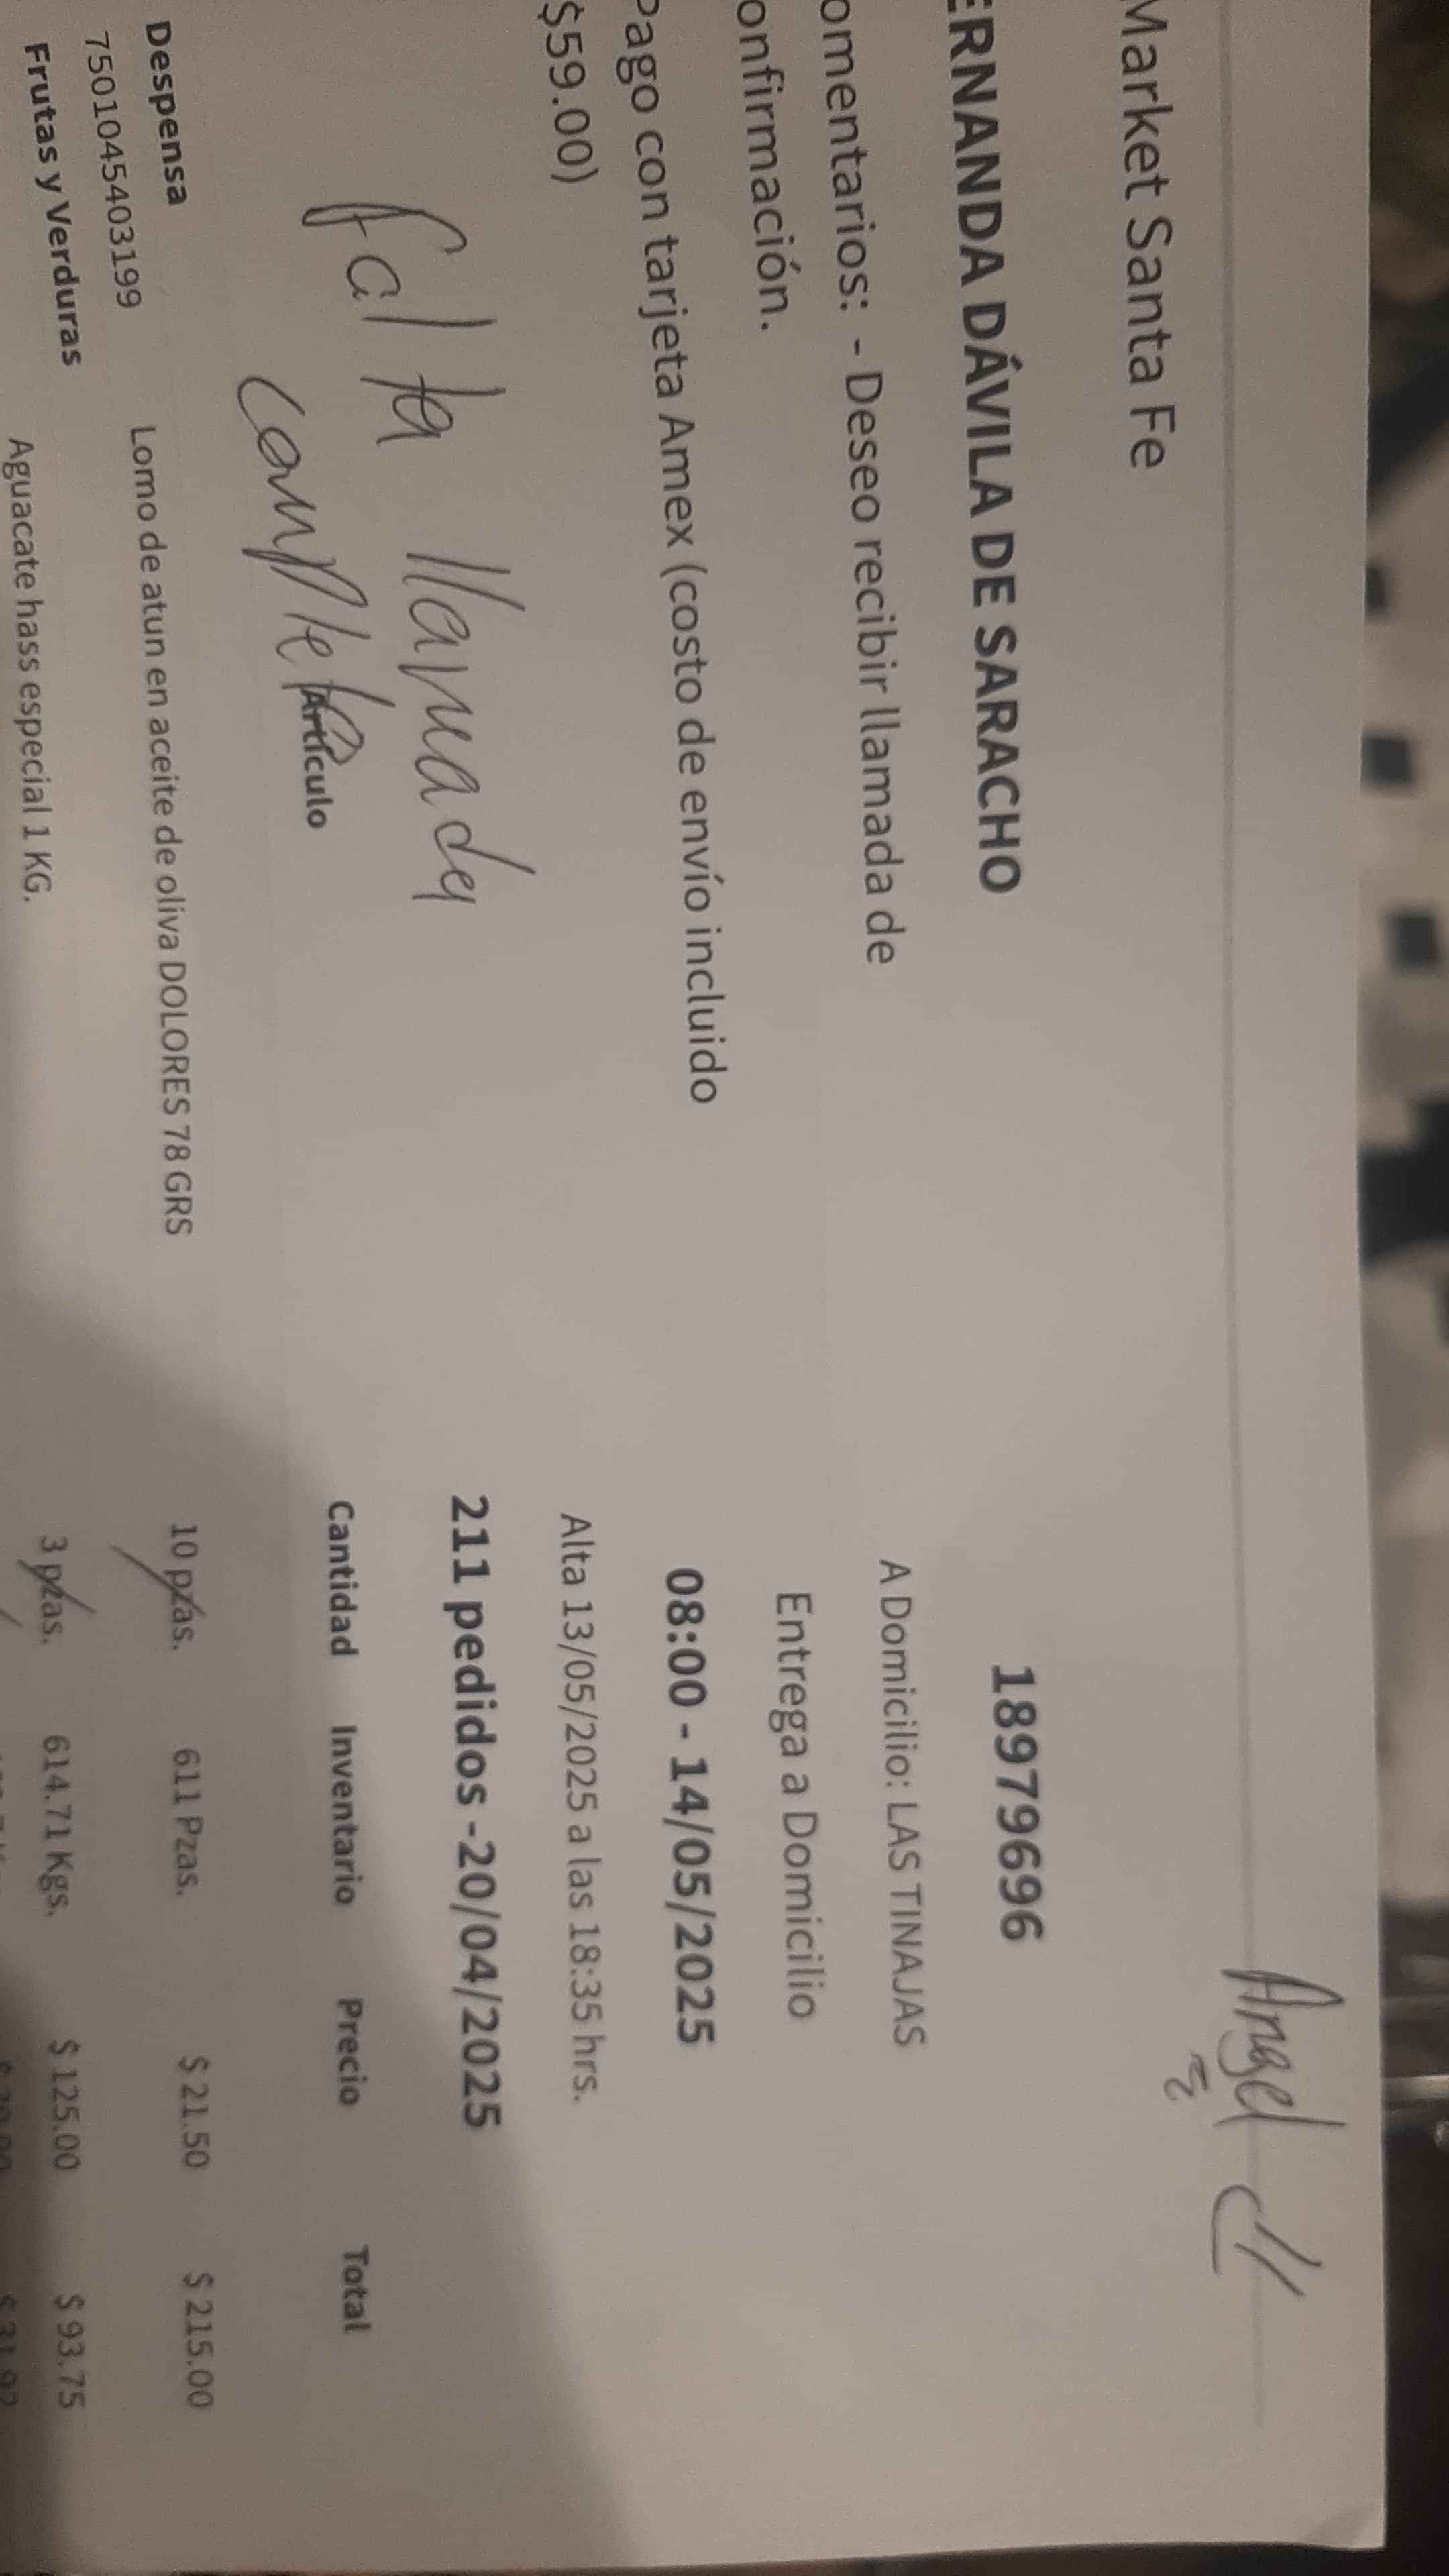 Angel
Market Santa Fe
ERNANDA DÁVILA DE SARACHO
18979696
omentarios: - Deseo recibir llamada de
onfirmación.
A Domicilio: LAS TINAJAS
Entrega a Domicilio
Pago con tarjeta Amex (costo de envío incluido
$59.00)
08:00 - 14/05/2025
Alta 13/05/2025 a las 18:35 hrs.
falta llamada
completo
211 pedidos -20/04/2025
Artículo Cantidad Inventario Precio Total
Despensa
7501045403199 Lomo de atun en aceite de oliva DOLORES 78 GRS 10 pzas. 611 Pzas. $ 21.50 $ 215.00
Frutas y Verduras
Aguacate hass especial 1 KG. 3 pzas. 614.71 Kgs. $ 125.00 $ 93.75